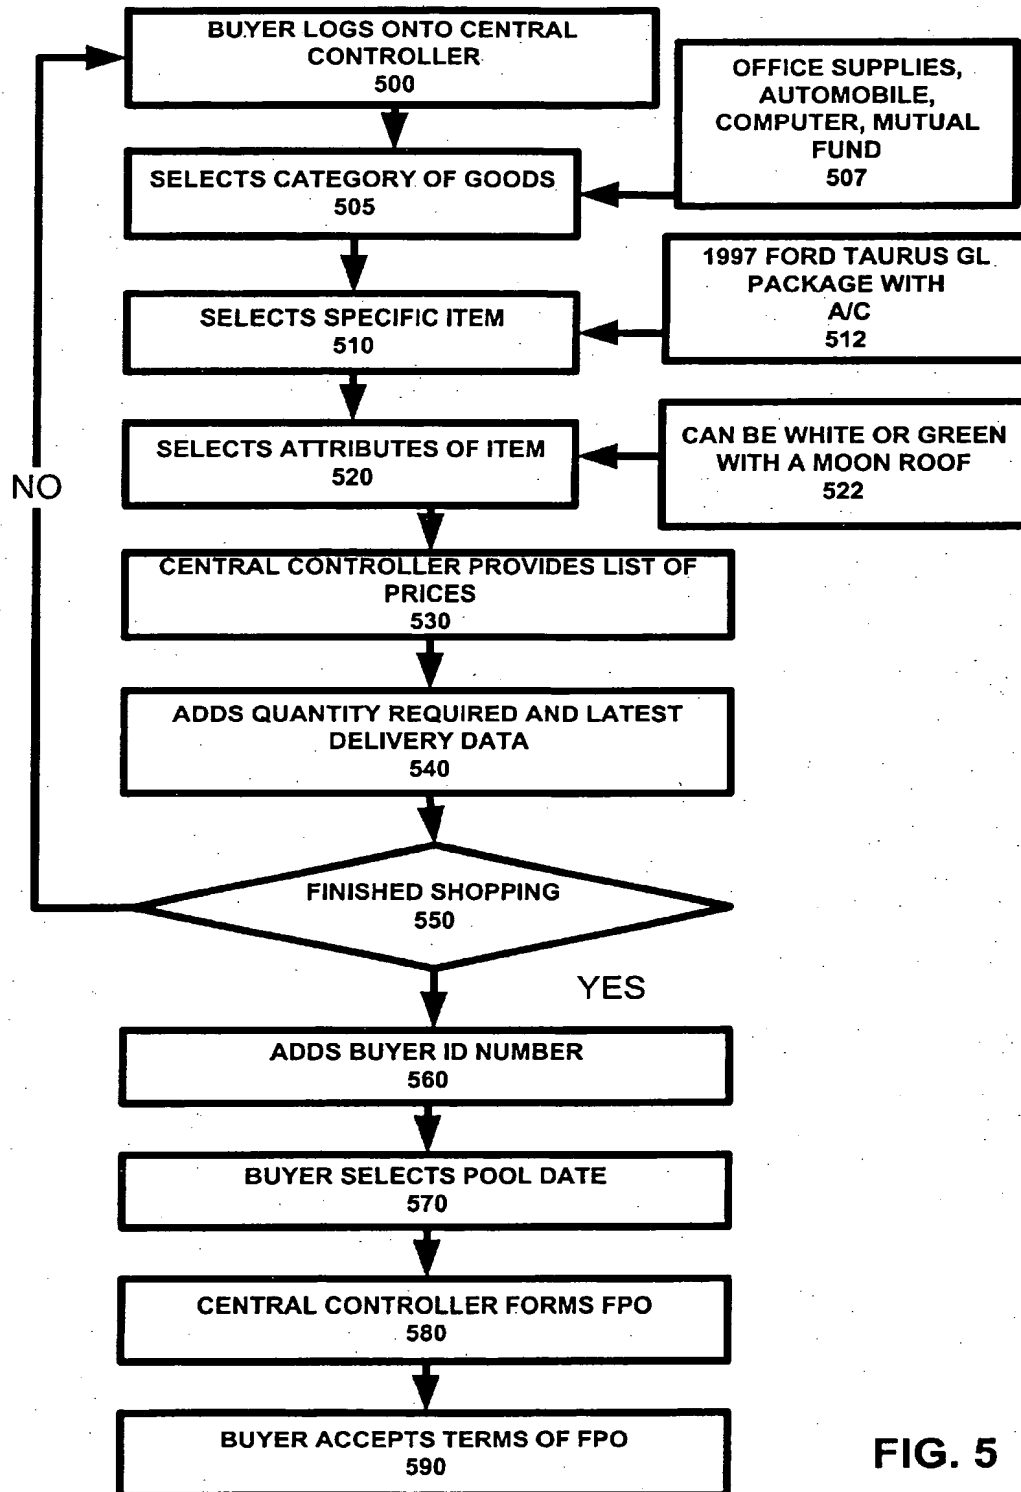 BUYER LOGS ONTO CENTRAL
CONTROLLER
500
OFFICE SUPPLIES,
AUTOMOBILE,
COMPUTER, MUTUAL
FUND
507
SELECTS CATEGORY OF GOODS
505
1997 FORD TAURUS GL
PACKAGE WITH
A/C
512
SELECTS SPECIFIC ITEM
510
CAN BE WHITE OR GREEN
WITH A MOON ROOF
522
SELECTS ATTRIBUTES OF ITEM
520
NO
CENTRAL CONTROLLER PROVIDES LIST OF
PRICES
530
ADDS QUANTITY REQUIRED AND LATEST
DELIVERY DATA
540
FINISHED SHOPPING
550
YES
ADDS BUYER ID NUMBER
560
BUYER SELECTS POOL DATE
570
CENTRAL CONTROLLER FORMS FPO
580
BUYER ACCEPTS TERMS OF FPO
590
FIG. 5